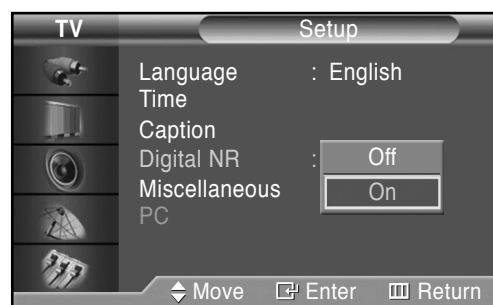 TV Setup
Language : English
Time
Caption
Digital NR : Off
Miscellaneous On
PC
Move Enter Return